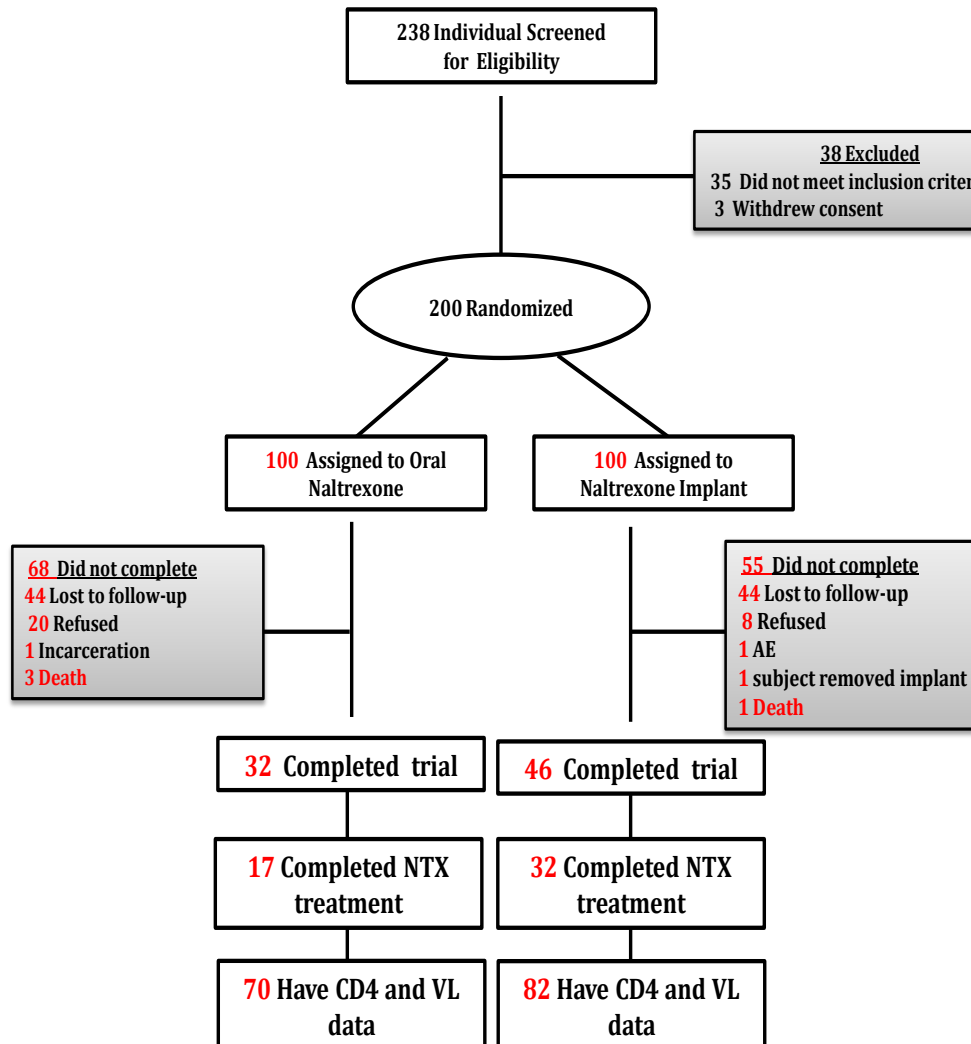 238 Individual Screened
for Eligibility
38 Excluded
35 Did not meet inclusion criter
3 Withdrew consent
200 Randomized
100 Assigned to Oral
Naltrexone
100 Assigned to
Naltrexone Implant
68 Did not complete
44 Lost to follow-up
20 Refused
1 Incarceration
3 Death
55 Did not complete
44 Lost to follow-up
8 Refused
1 AE
1 subject removed implant
1 Death
32 Completed trial
46 Completed trial
17 Completed NTX
treatment
32 Completed NTX
treatment
70 Have CD4 and VL
data
82 Have CD4 and VL
data